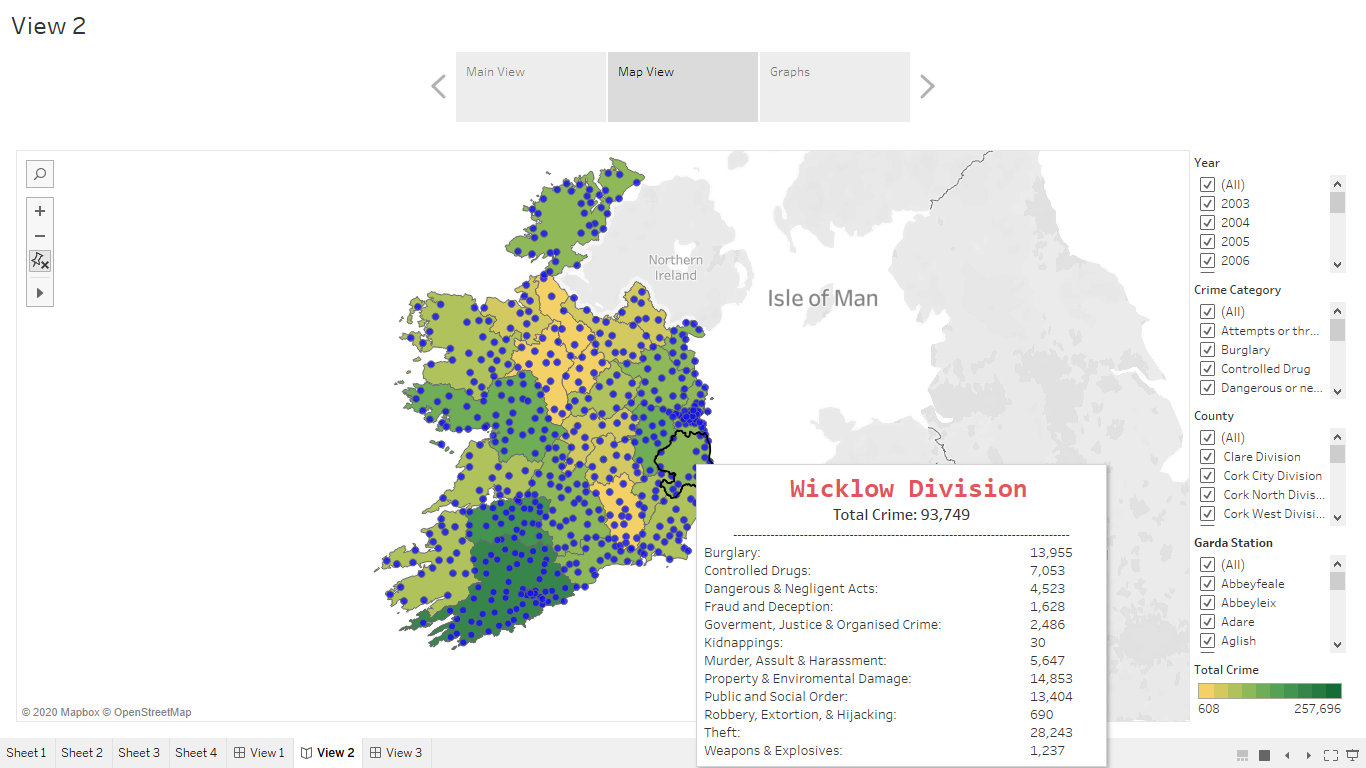 View 2
Main View
Map View
Graphs
Northern
Ireland
Isle of Man
Wicklow Division
Total Crime: 93,749
Burglary: 13,955
Controlled Drugs: 7,053
Dangerous & Negligent Acts: 4,523
Fraud and Deception: 1,628
Goverment, Justice & Organised Crime: 2,486
Kidnappings: 30
Murder, Assult & Harassment: 5,647
Property & Enviromental Damage: 14,853
Public and Social Order: 13,404
Robbery, Extortion, & Hijacking: 690
Theft: 28,243
Weapons & Explosives: 1,237
© 2020 Mapbox © OpenStreetMap
Year
(All)
2003
2004
2005
2006
Crime Category
(All)
Attempts or thr...
Burglary
Controlled Drug
Dangerous or ne...
County
(All)
Clare Division
Cork City Division
Cork North Divis...
Cork West Divisi...
Garda Station
(All)
Abbeyfeale
Abbeyleix
Adare
Aglish
Total Crime
608 257,696
Sheet 1 Sheet 2 Sheet 3 Sheet 4 View 1 View 2 View 3